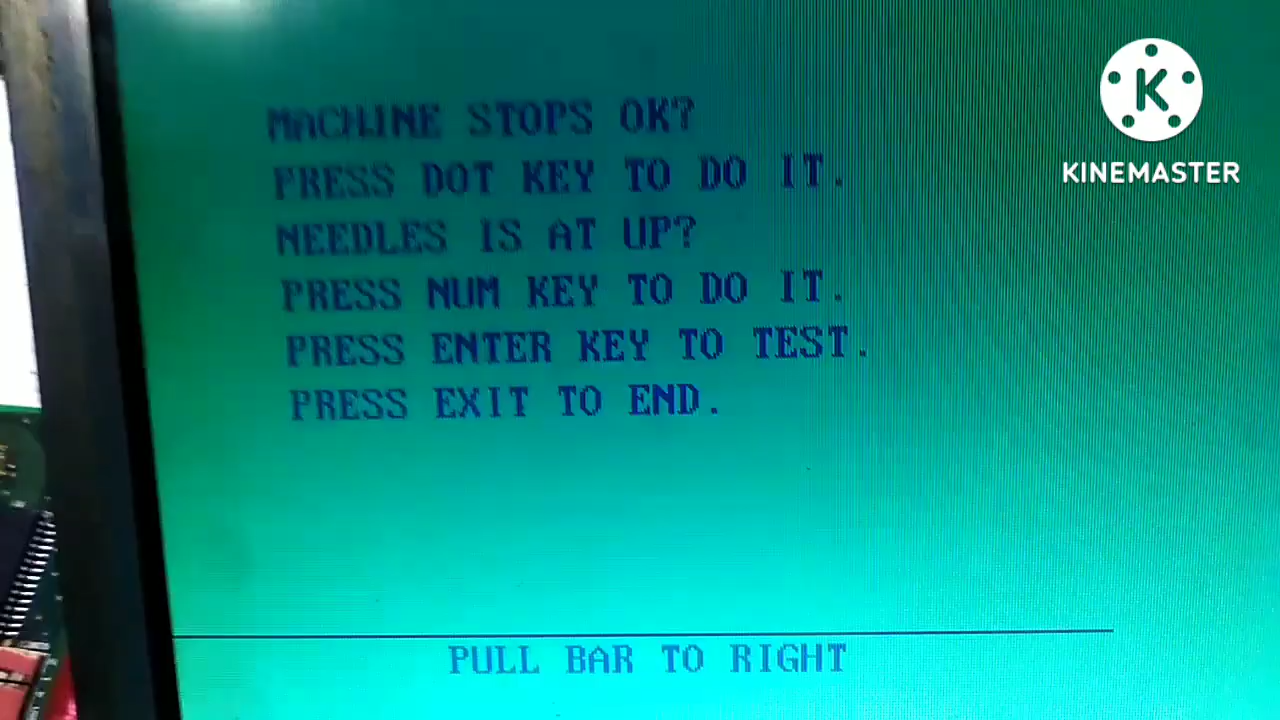 MACHINE STOPS OK?
PRESS DOT KEY TO DO IT.
NEEDLES IS AT UP?
PRESS NUM KEY TO DO IT.
PRESS ENTER KEY TO TEST.
PRESS EXIT TO END.
PULL BAR TO RIGHT
K
KINEMASTER